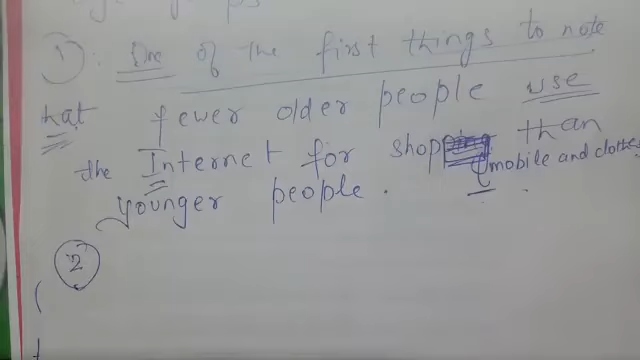 1) : One of the first things to note
hat fewer older people use
the Internet for shop than
mobile and clothes
younger people .
2